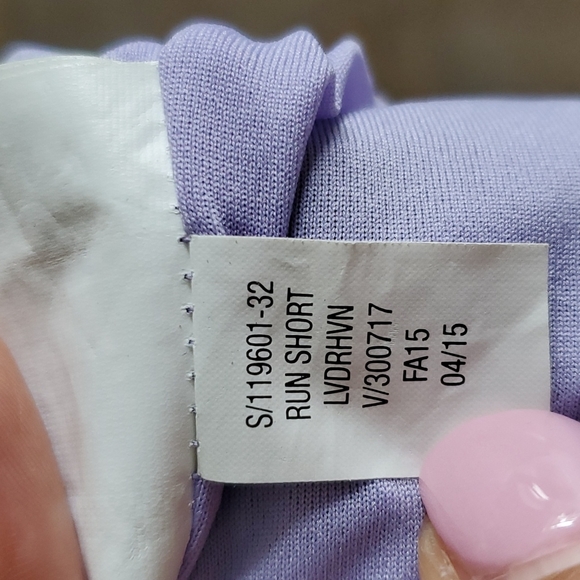 S/119601-32
RUN SHORT
LVDRHVN
V/300717
FA15
04/15